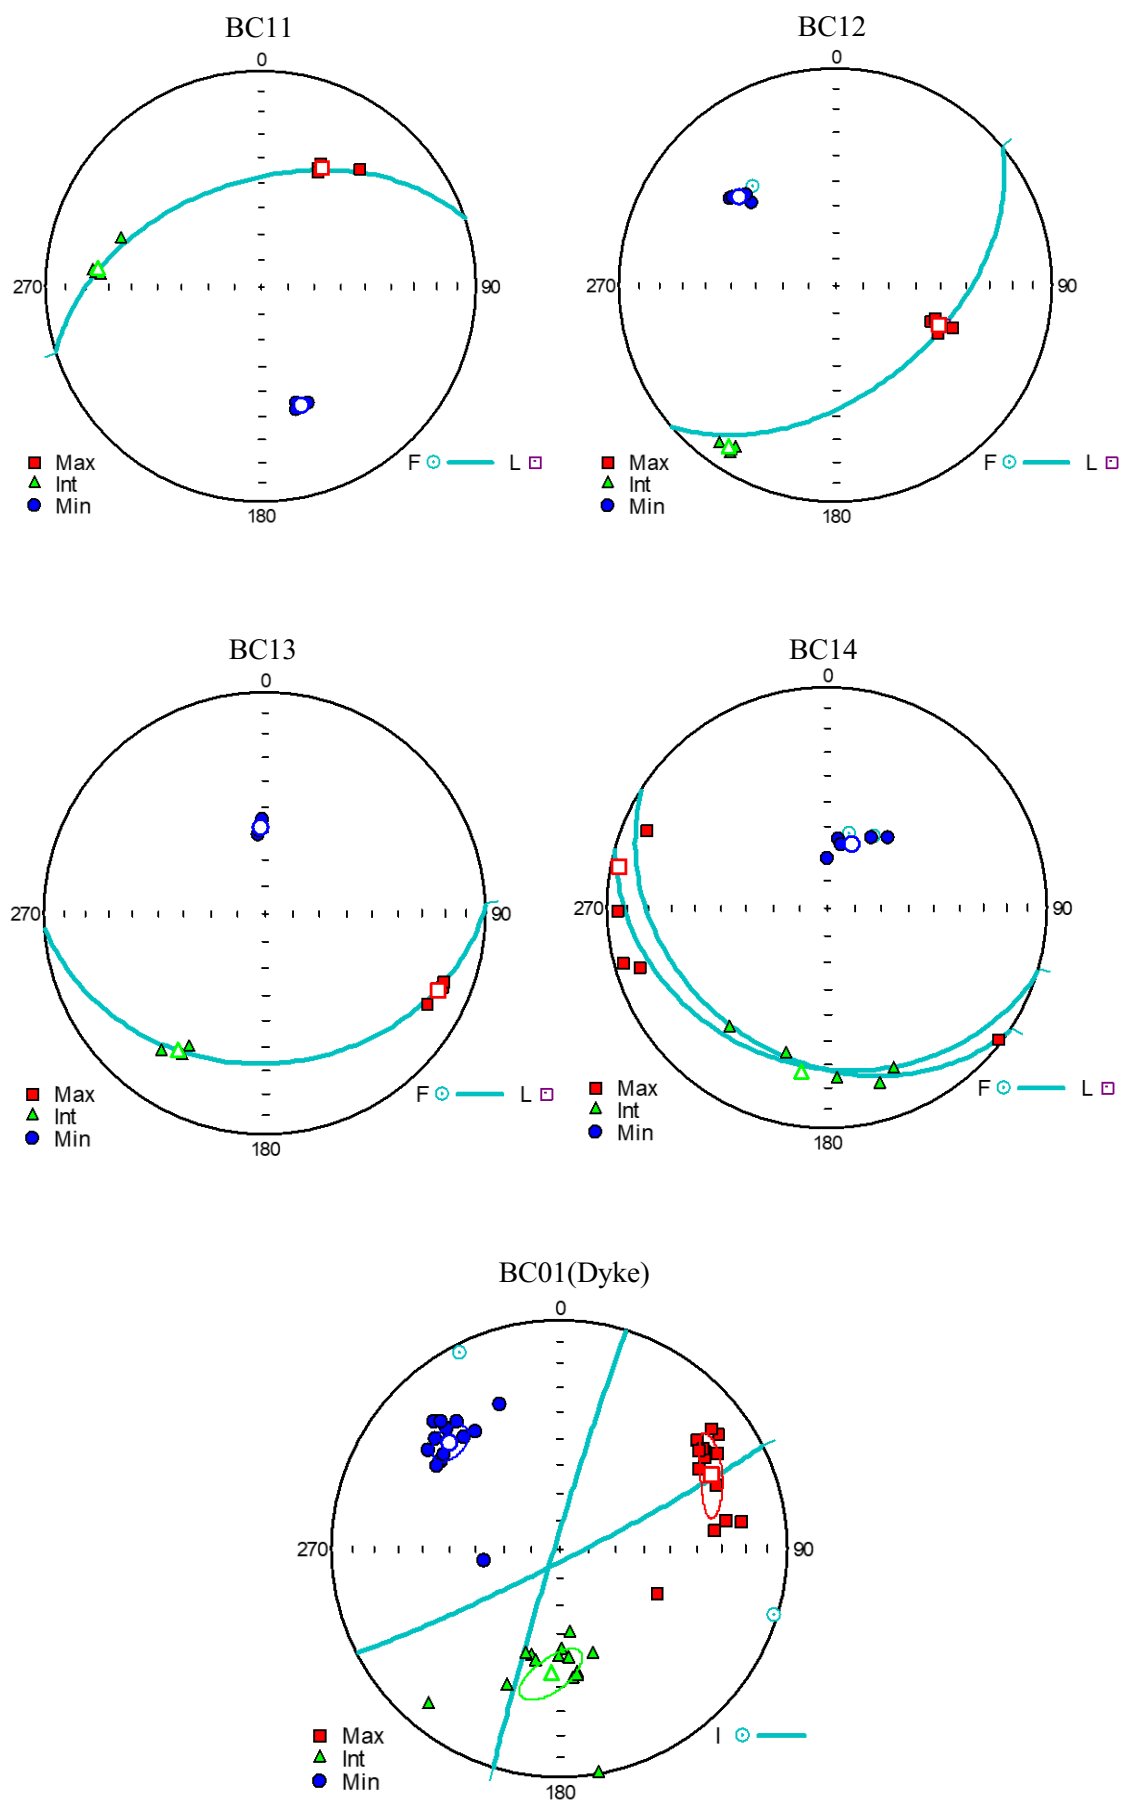 BC11
0
270
90
Max
Int
Min
F L
180
BC12
0
270
90
Max
Int
Min
F L
180
BC13
0
270
90
Max
Int
Min
F L
180
BC14
0
270
90
Max
Int
Min
F L
180
BC01(Dyke)
0
270
90
Max
Int
Min
I
180